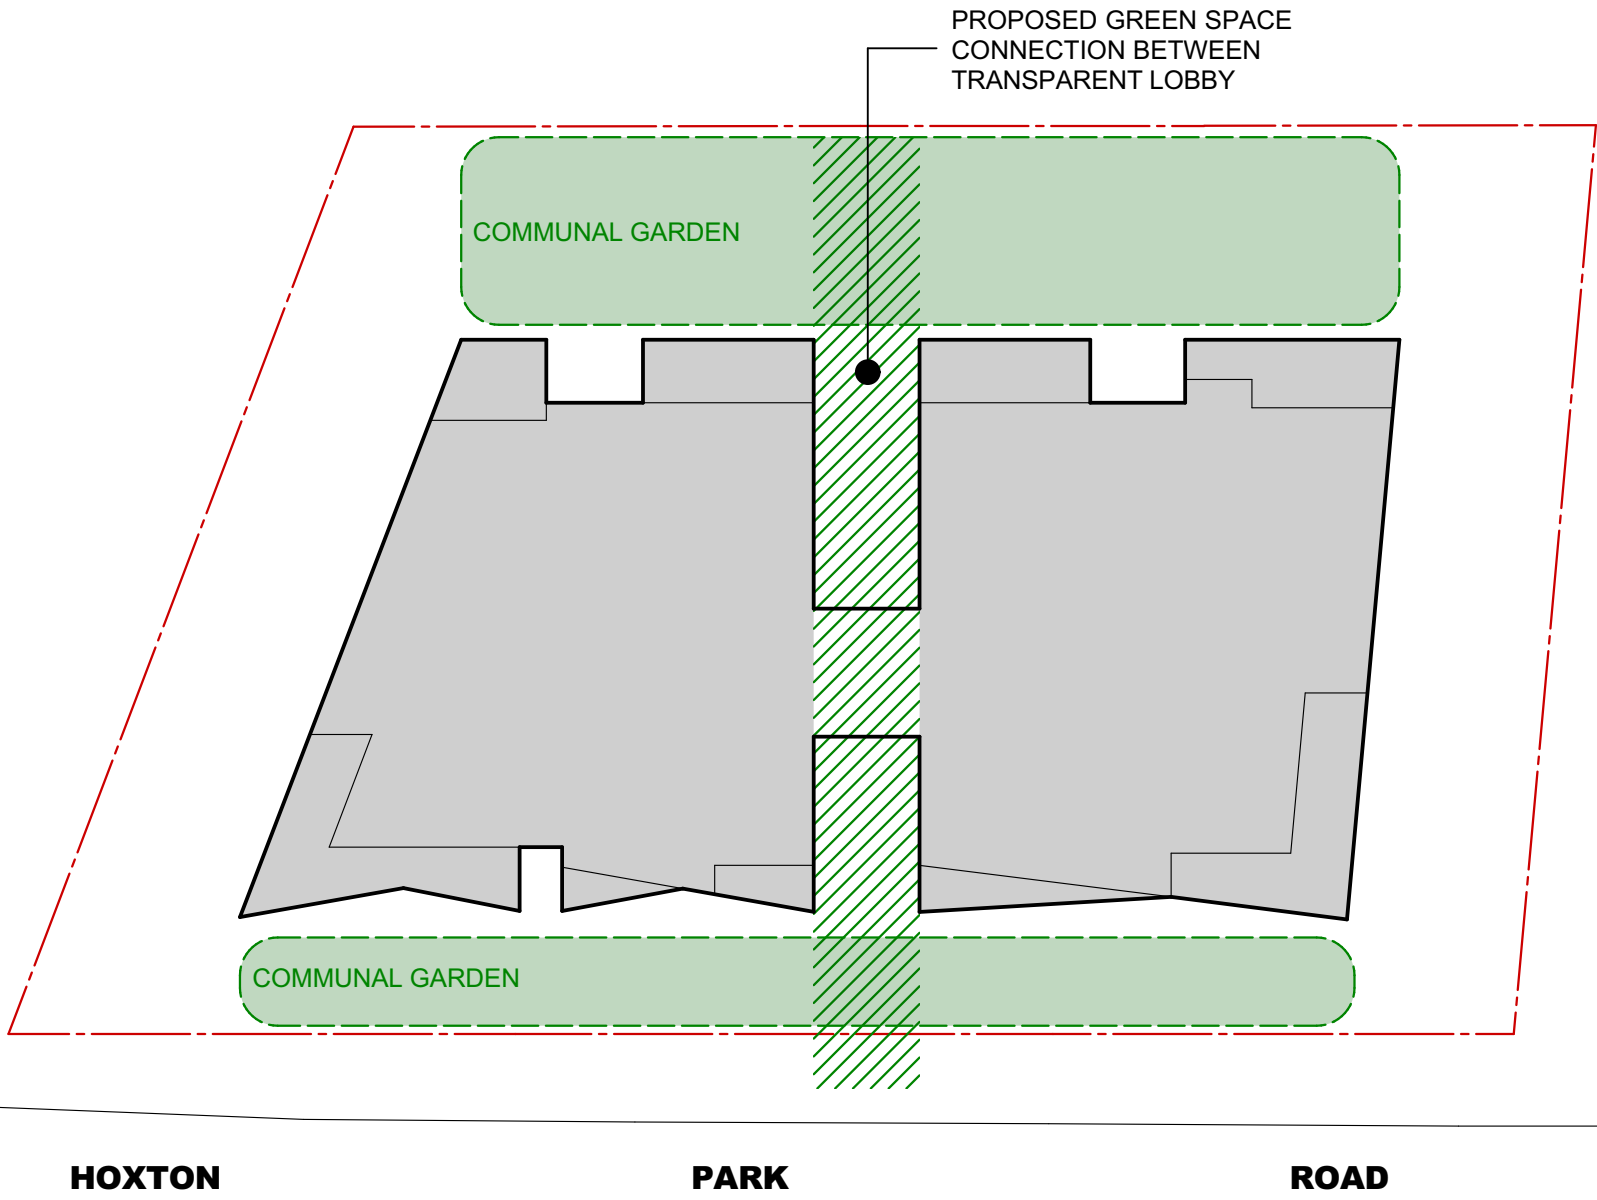 PROPOSED GREEN SPACE
CONNECTION BETWEEN
TRANSPARENT LOBBY
COMMUNAL GARDEN
COMMUNAL GARDEN
HOXTON PARK ROAD